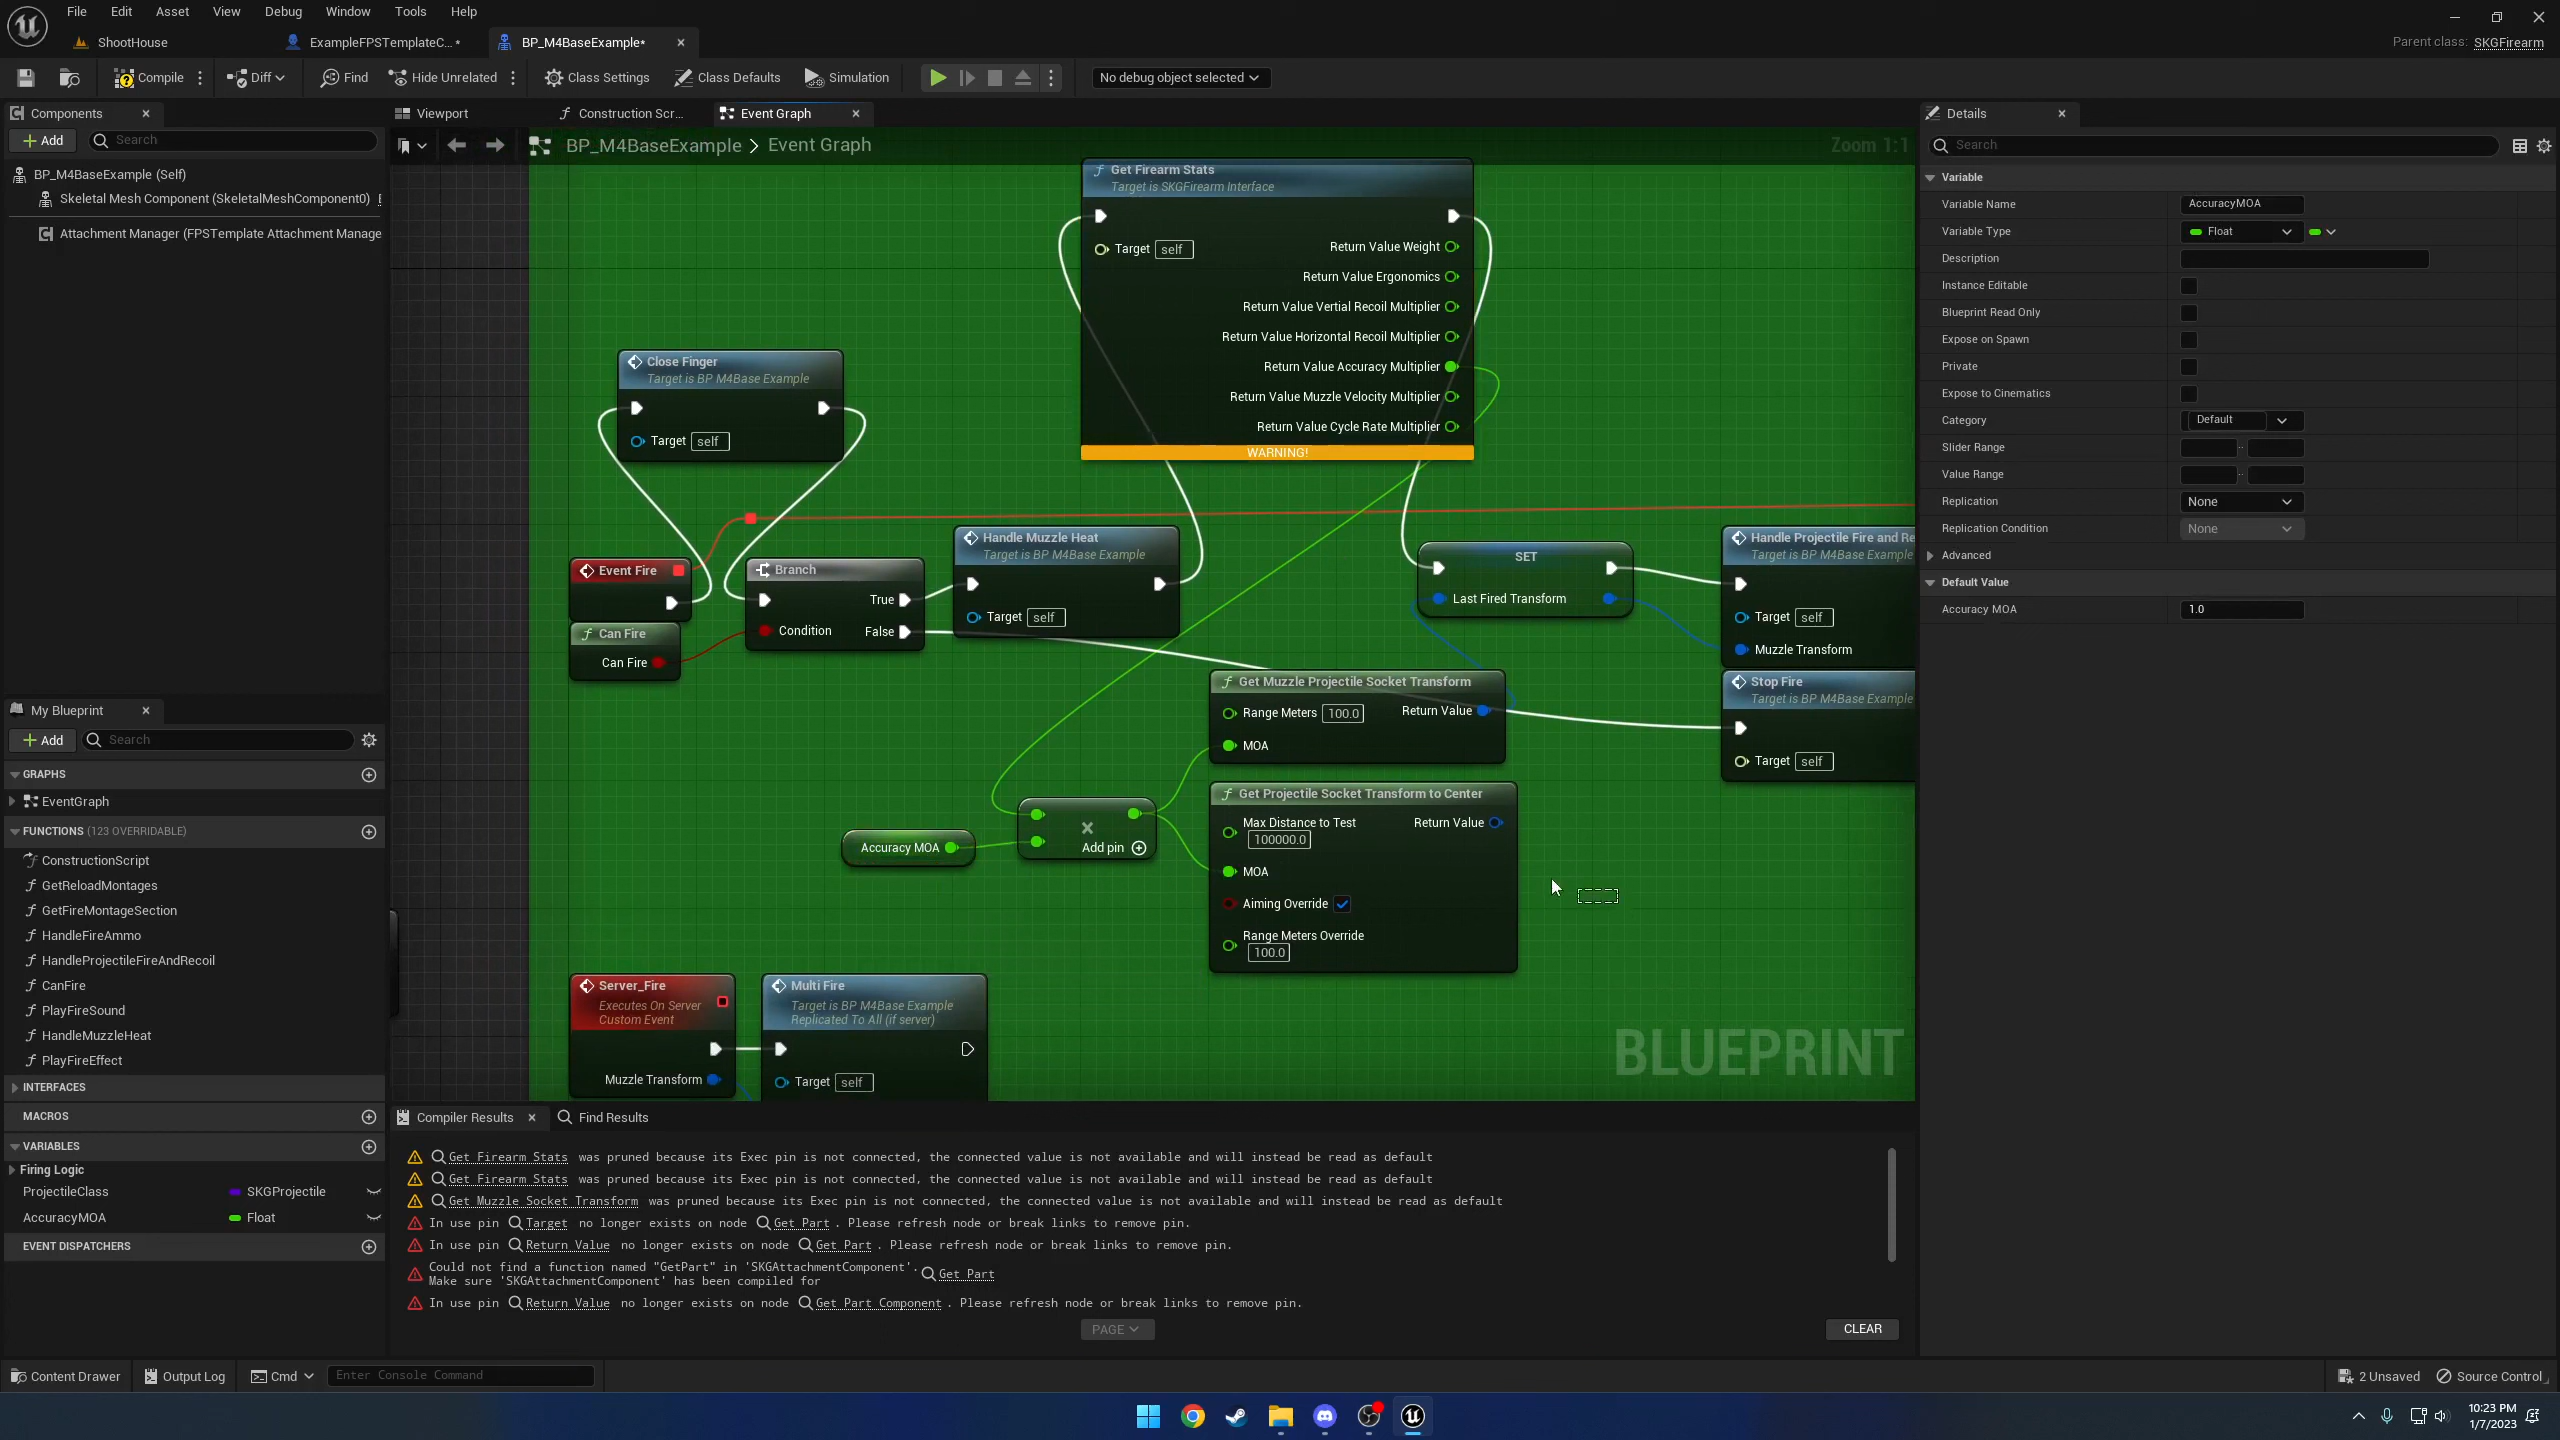 File Edit Asset View Debug Window Tools Help
ShootHouse ExampleFPSTemplateC...* BP_M4BaseExample*
Parent class: SKGFirearm
Compile Diff Find Hide Unrelated Class Settings Class Defaults Simulation No debug object selected
Components
Add Search
BP_M4BaseExample (Self)
Skeletal Mesh Component (SkeletalMeshComponent0)
Attachment Manager (FPSTemplate Attachment Manage
My Blueprint
Add Search
GRAPHS
EventGraph
FUNCTIONS (123 OVERRIDABLE)
ConstructionScript
GetReloadMontages
GetFireMontageSection
HandleFireAmmo
HandleProjectileFireAndRecoil
CanFire
PlayFireSound
HandleMuzzleHeat
PlayFireEffect
INTERFACES
MACROS
VARIABLES
Firing Logic
ProjectileClass SKGProjectile
AccuracyMOA Float
EVENT DISPATCHERS
Viewport Construction Scr... Event Graph
BP_M4BaseExample > Event Graph
Zoom 1:1
Get Firearm Stats
Target is SKGFirearm Interface
Target self
Return Value Weight
Return Value Ergonomics
Return Value Vertial Recoil Multiplier
Return Value Horizontal Recoil Multiplier
Return Value Accuracy Multiplier
Return Value Muzzle Velocity Multiplier
Return Value Cycle Rate Multiplier
WARNING!
Close Finger
Target is BP M4Base Example
Target self
Event Fire
Can Fire
Can Fire
Branch
True
Condition False
Handle Muzzle Heat
Target is BP M4Base Example
Target self
SET
Last Fired Transform
Handle Projectile Fire and Re
Target is BP M4Base Example
Target self
Muzzle Transform
Stop Fire
Target is BP M4Base Example
Target self
Get Muzzle Projectile Socket Transform
Range Meters 100.0 Return Value
MOA
Get Projectile Socket Transform to Center
Max Distance to Test Return Value
100000.0
MOA
Aiming Override
Range Meters Override
100.0
Accuracy MOA
Add pin
Server_Fire
Executes On Server
Custom Event
Muzzle Transform
Multi Fire
Target is BP M4Base Example
Replicated To All (if server)
Target self
BLUEPRINT
Compiler Results Find Results
Get Firearm Stats was pruned because its Exec pin is not connected, the connected value is not available and will instead be read as default
Get Firearm Stats was pruned because its Exec pin is not connected, the connected value is not available and will instead be read as default
Get Muzzle Socket Transform was pruned because its Exec pin is not connected, the connected value is not available and will instead be read as default
In use pin Target no longer exists on node Get Part . Please refresh node or break links to remove pin.
In use pin Return Value no longer exists on node Get Part . Please refresh node or break links to remove pin.
Could not find a function named "GetPart" in 'SKGAttachmentComponent'.
Make sure 'SKGAttachmentComponent' has been compiled for Get Part
In use pin Return Value no longer exists on node Get Part Component . Please refresh node or break links to remove pin.
PAGE CLEAR
Details
Search
Variable
Variable Name AccuracyMOA
Variable Type Float
Description
Instance Editable
Blueprint Read Only
Expose on Spawn
Private
Expose to Cinematics
Category Default
Slider Range
Value Range
Replication None
Replication Condition None
Advanced
Default Value
Accuracy MOA 1.0
Content Drawer Output Log Cmd Enter Console Command
2 Unsaved Source Control
10:23 PM
1/7/2023